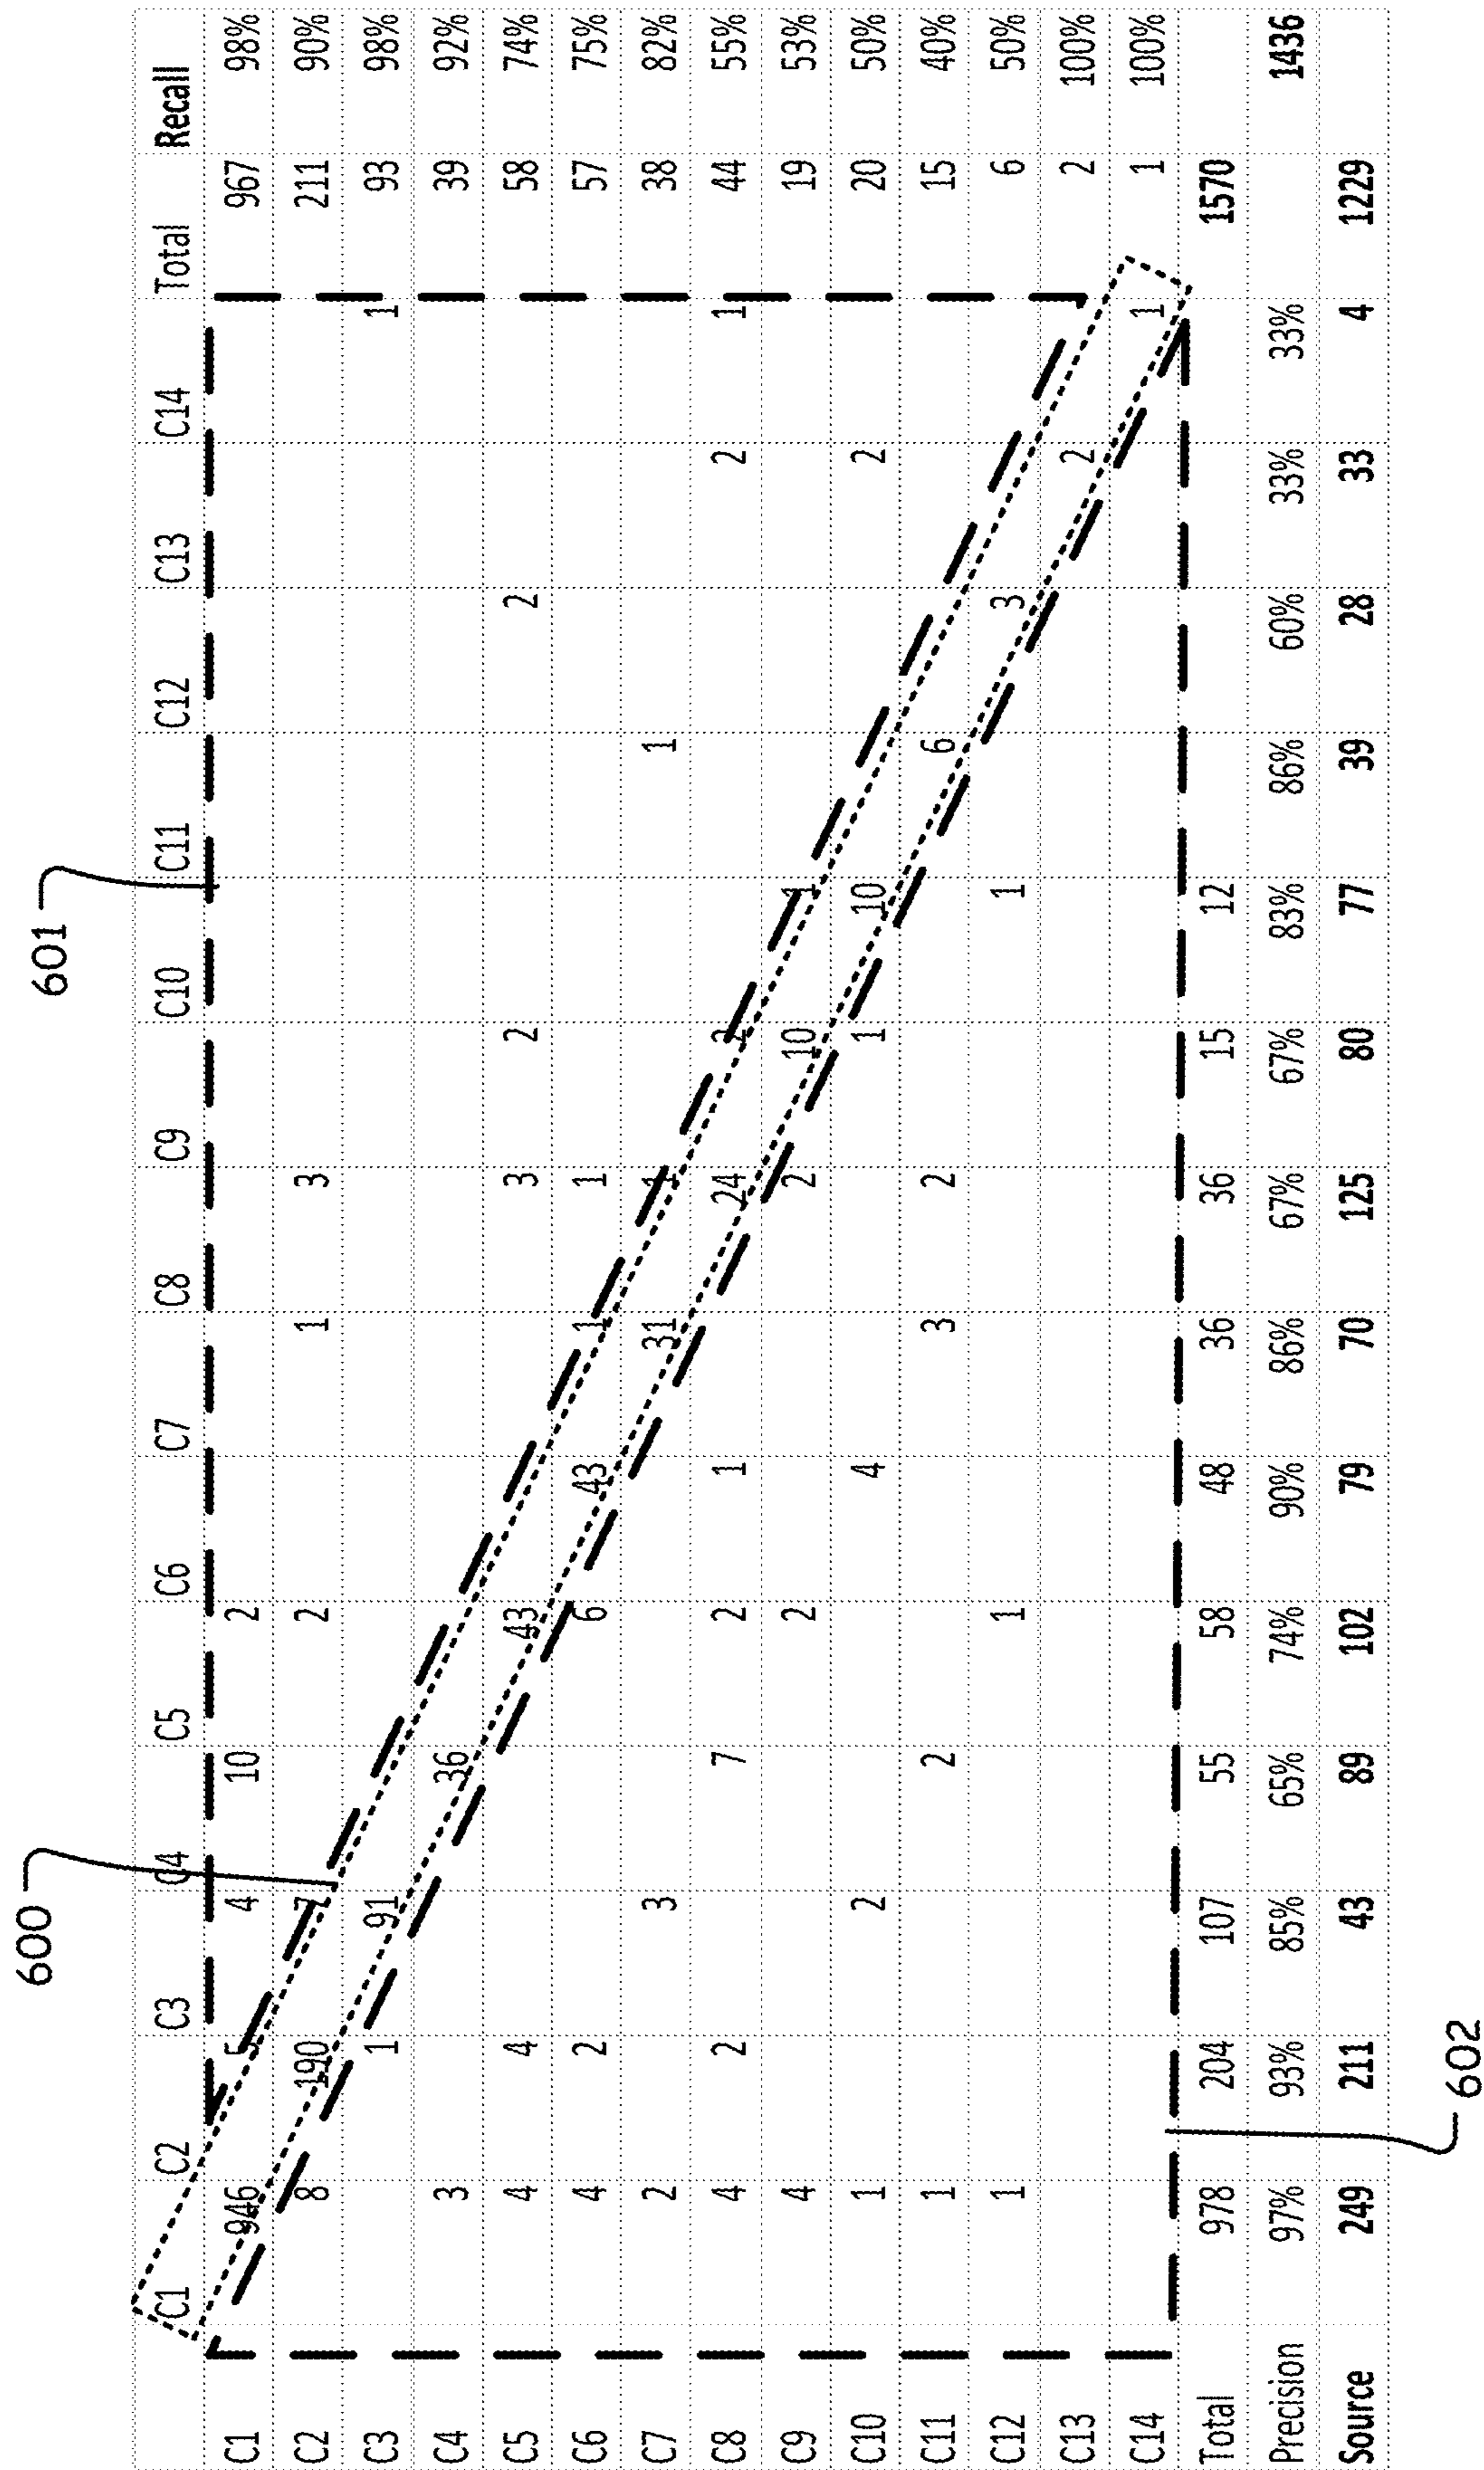 600
601
C1 C2 C3 C4 C5 C6 C7 C8 C9 C10 C11 C12 C13 C14 Total Recall
C1 946 5 4 10 2 967 98%
C2 8 190 7 2 1 3 211 90%
C3 1 91 1 93 98%
C4 3 36 39 92%
C5 4 4 43 3 2 2 58 74%
C6 4 2 6 43 1 1 57 75%
C7 2 3 31 1 1 38 82%
C8 4 2 7 2 1 24 2 2 1 44 55%
C9 4 2 2 10 1 19 53%
C10 1 2 4 1 10 2 20 50%
C11 1 2 3 2 6 15 40%
C12 1 1 1 3 6 50%
C13 2 2 100%
C14 1 1 100%
Total 978 204 107 55 58 48 36 36 15 12 1570
Precision 97% 93% 85% 65% 74% 90% 86% 67% 67% 83% 86% 60% 33% 33% 1436
Source 249 211 43 89 102 79 70 125 80 77 39 28 33 4 1229
602